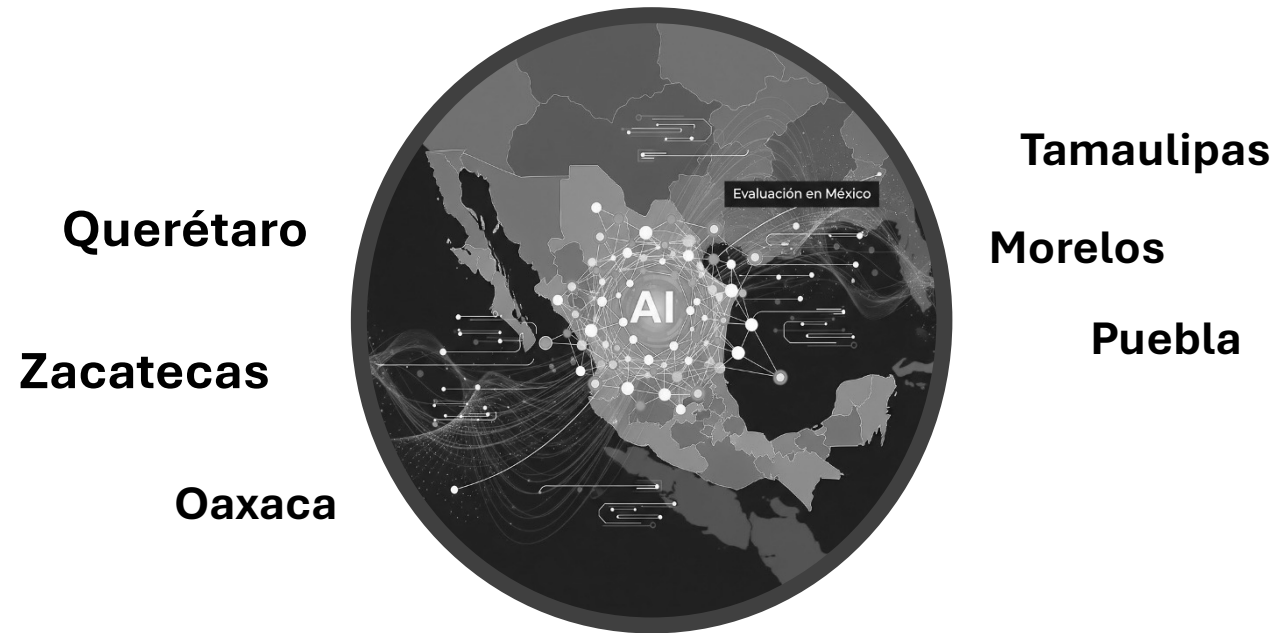 Tamaulipas
Evaluación en México
Querétaro
Morelos
AI
Puebla
Zacatecas
Oaxaca